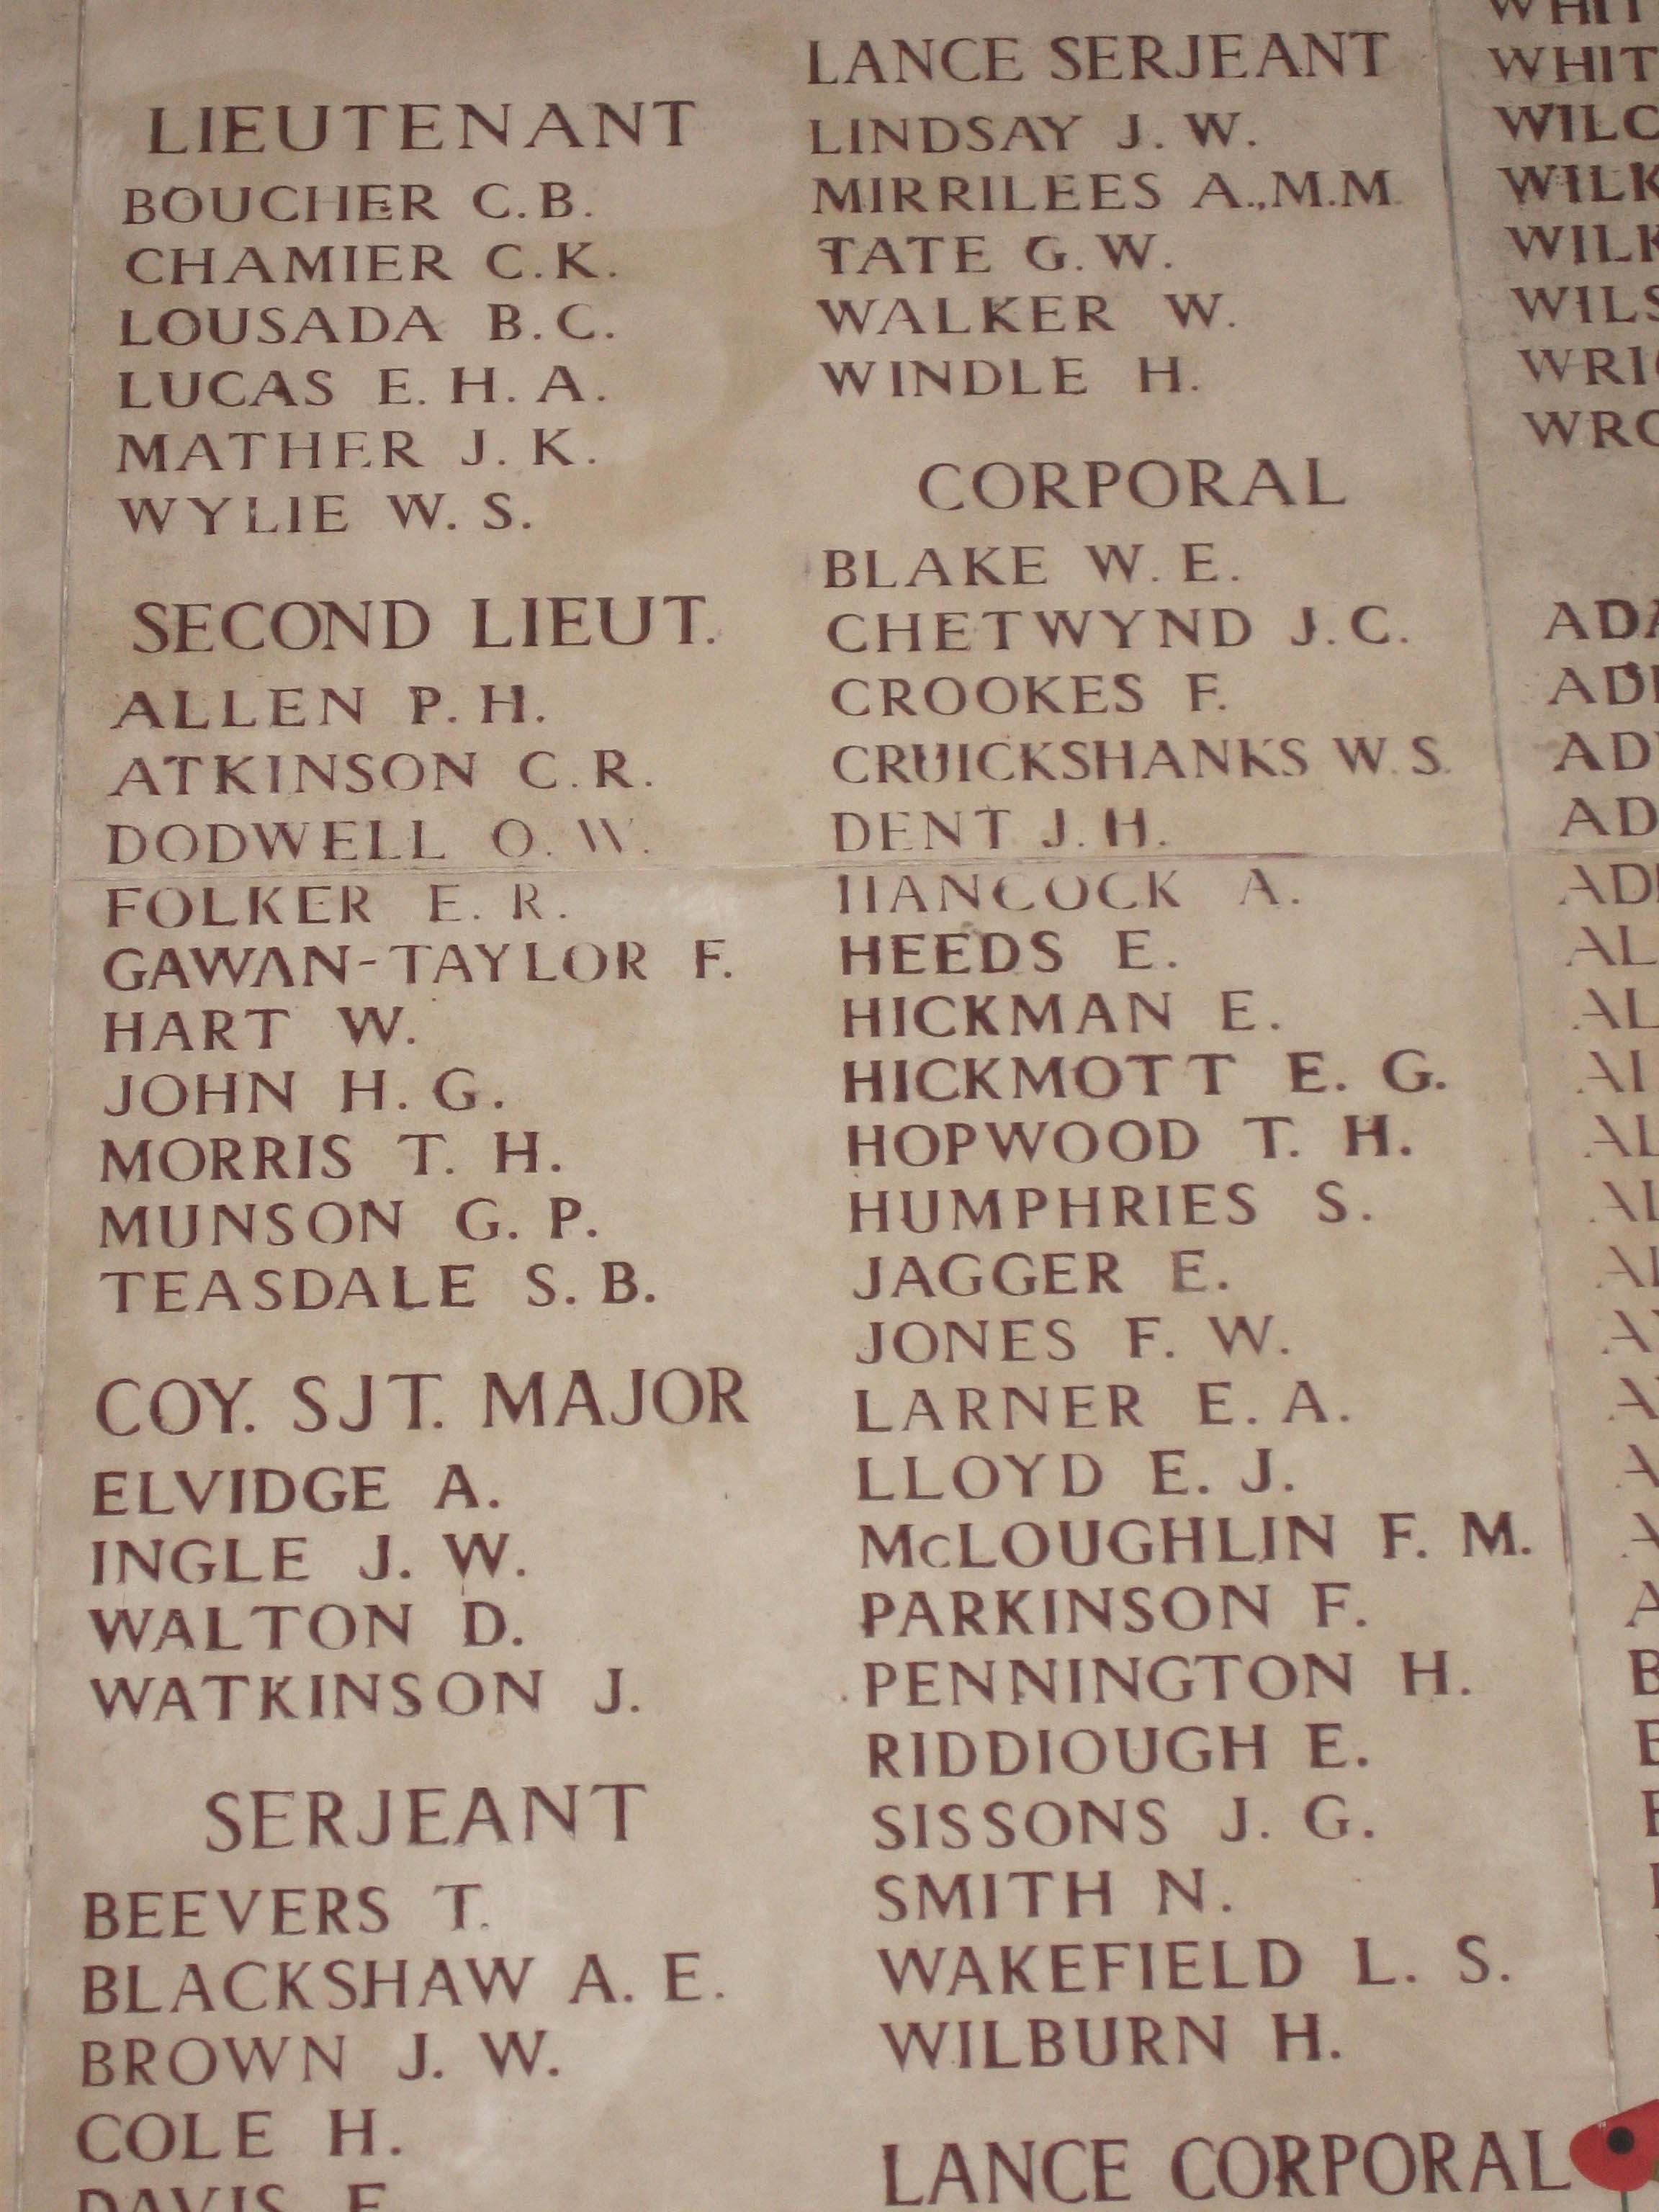 LIEUTENANT
BOUCHER C.B.
CHAMIER C.K.
LOUSADA B.C.
LUCAS E.H.A.
MATHER J.K.
WYLIE W.S.
SECOND LIEUT.
ALLEN P.H.
ATKINSON C.R.
DODWELL O.W.
FOLKER E.R.
GAWAN-TAYLOR F.
HART W.
JOHN H.G.
MORRIS T.H.
MUNSON G.P.
TEASDALE S.B.
COY. SJT. MAJOR
ELVIDGE A.
INGLE J.W.
WALTON D.
WATKINSON J.
SERJEANT
BEEVERS T.
BLACKSHAW A.E.
BROWN J.W.
COLE H.
DAVIS
LANCE SERJEANT
LINDSAY J.W.
MIRRILEES A.,M.M.
TATE G.W.
WALKER W.
WINDLE H.
CORPORAL
BLAKE W.E.
CHETWYND J.C.
CROOKES F.
CRUICKSHANKS W.S.
DENT J.H.
HANCOCK A.
HEEDS E.
HICKMAN E.
HICKMOTT E.G.
HOPWOOD T.H.
HUMPHRIES S.
JAGGER E.
JONES F.W.
LARNER E.A.
LLOYD E.J.
McLOUGHLIN F.M.
PARKINSON F.
PENNINGTON H.
RIDDIOUGH E.
SISSONS J.G.
SMITH N.
WAKEFIELD L.S.
WILBURN H.
LANCE CORPORAL